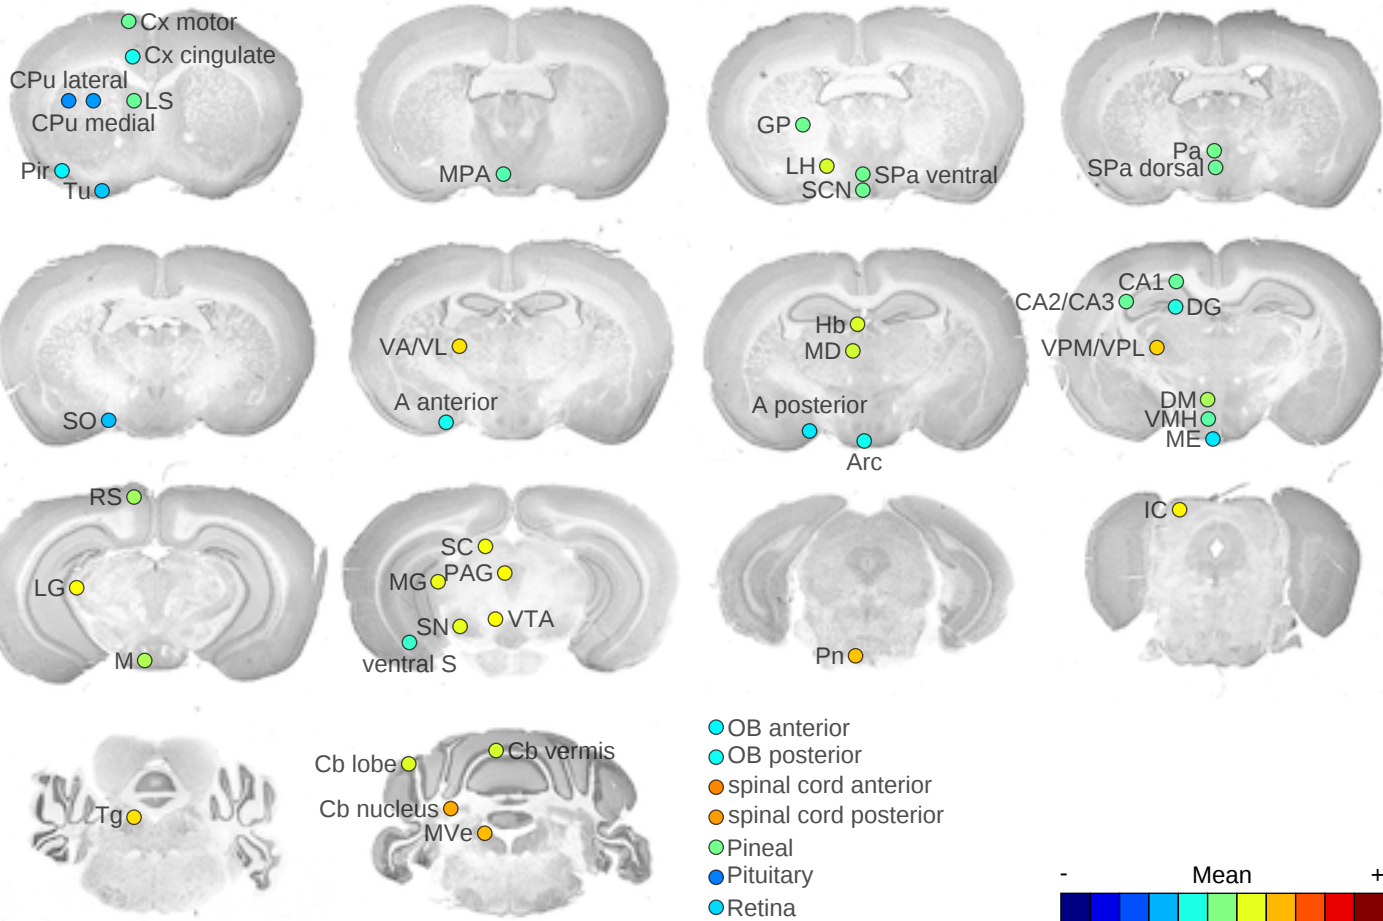 Cx motor
Cx cingulate
CPu lateral
LS
CPu medial
Pir
Tu
MPA
GP
LH
SPa ventral
SCN
Pa
SPa dorsal
SO
VA/VL
A anterior
Hb
MD
A posterior
Arc
CA1
CA2/CA3
DG
VPM/VPL
DM
VMH
ME
RS
LG
M
SC
MG
PAG
SN
VTA
ventral S
Pn
IC
Tg
Cb lobe
Cb vermis
Cb nucleus
MVe
OB anterior
OB posterior
spinal cord anterior
spinal cord posterior
Pineal
Pituitary
Retina
- Mean +